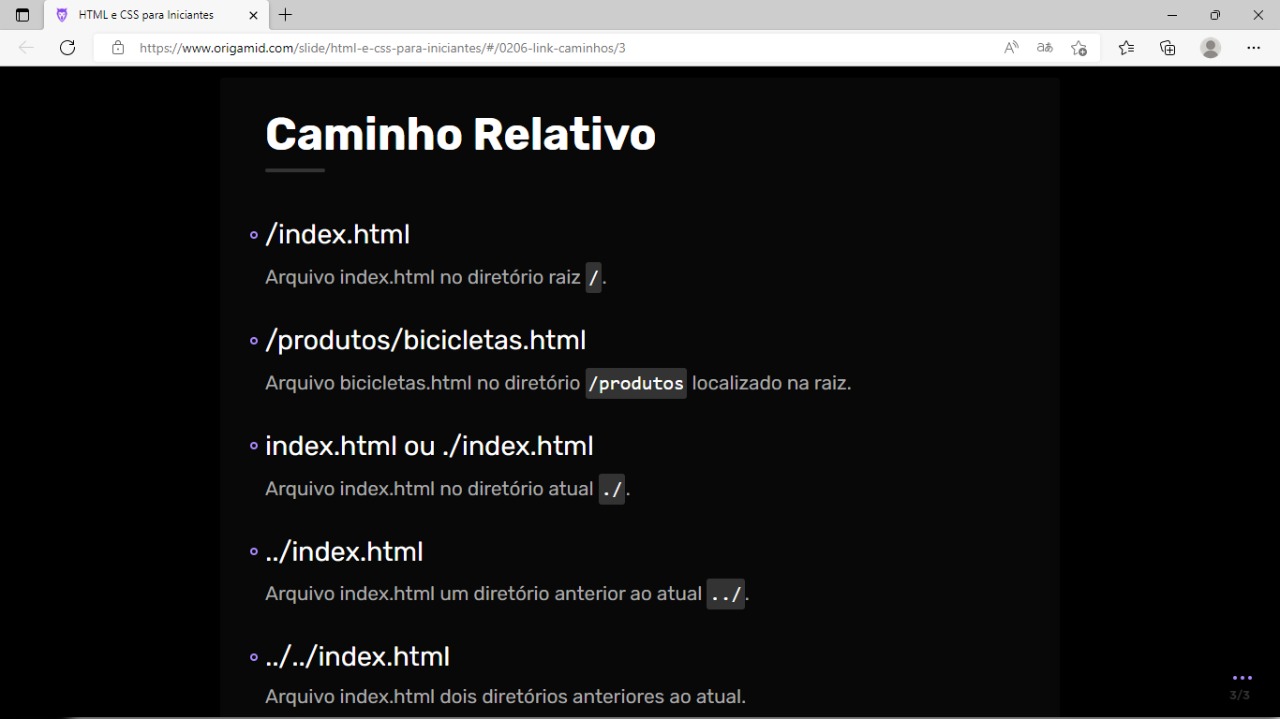 HTML e CSS para Iniciantes
https://www.origamid.com/slide/html-e-css-para-iniciantes/#/0206-link-caminhos/3
Caminho Relativo
/index.html
Arquivo index.html no diretório raiz /.
/produtos/bicicletas.html
Arquivo bicicletas.html no diretório /produtos localizado na raiz.
index.html ou ./index.html
Arquivo index.html no diretório atual ./.
../index.html
Arquivo index.html um diretório anterior ao atual ../.
../../index.html
Arquivo index.html dois diretórios anteriores ao atual.
3/3